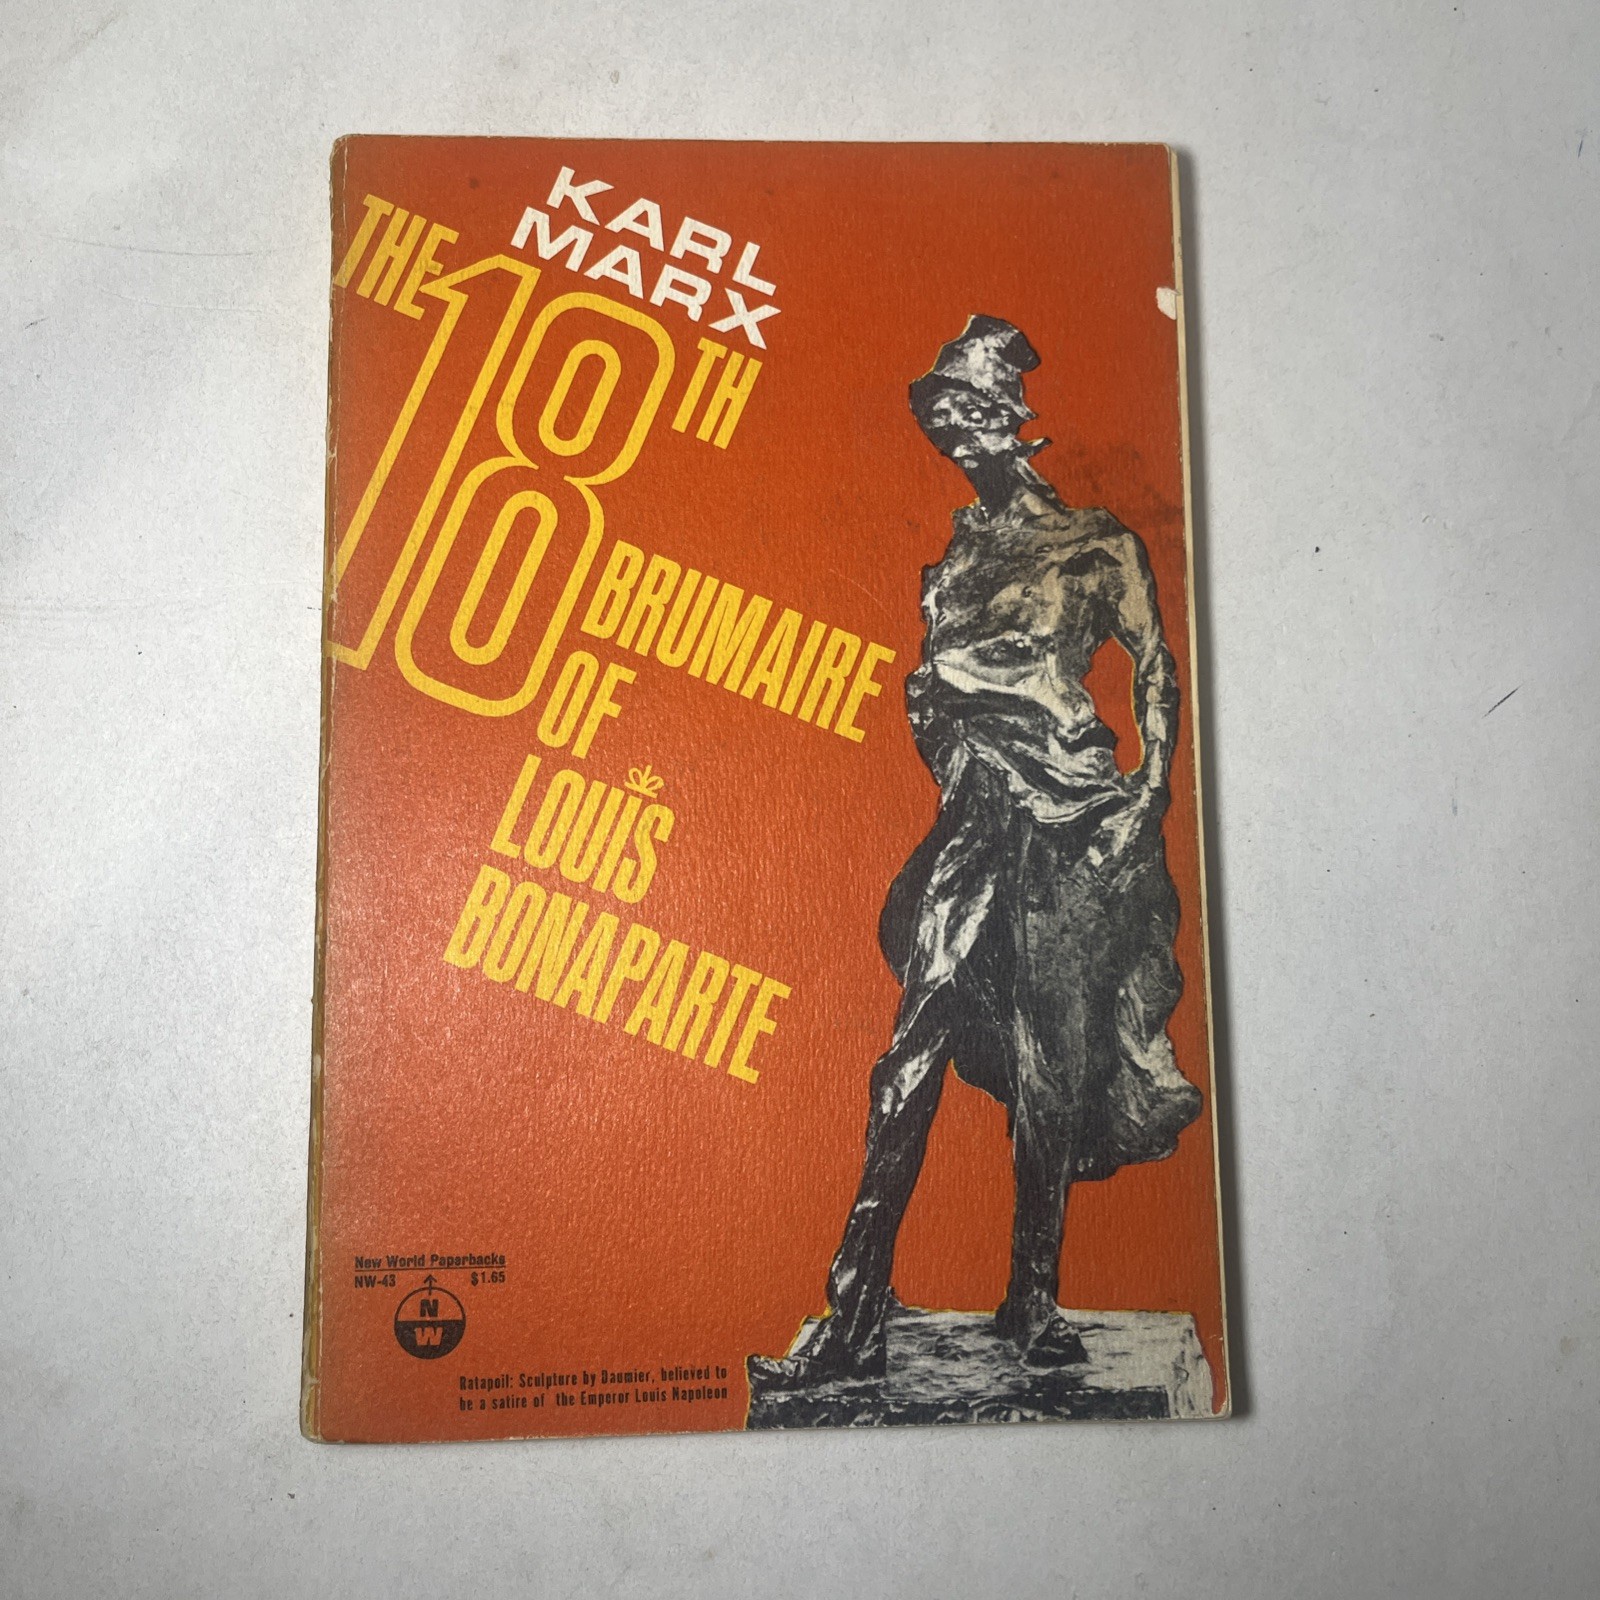 KARL
MARX
THE 18TH
BRUMAIRE
OF
LOUIS
BONAPARTE
New World Paperbacks
NW-43 $1.65
N
W
Ratapoil: Sculpture by Daumier, believed to
be a satire of the Emperor Louis Napoleon